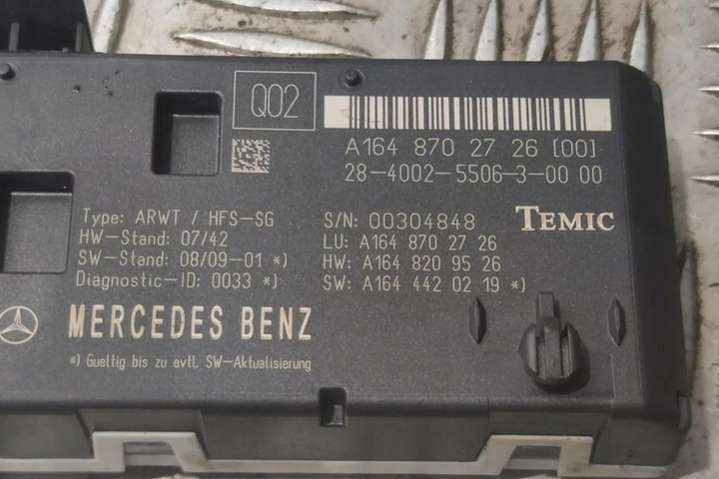 Q02
A164 870 27 26 [00]
28-4002-5506-3-00 00
Type: ARWT / HFS-SG
HW-Stand: 07/42
SW-Stand: 08/09-01 *)
Diagnostic-ID: 0033 *)
S/N: 00304848
LU: A164 870 27 26
HW: A164 820 95 26
SW: A164 442 02 19 *)
TEMIC
MERCEDES BENZ
*) Gueltig bis zu evtl. SW-Aktualisierung